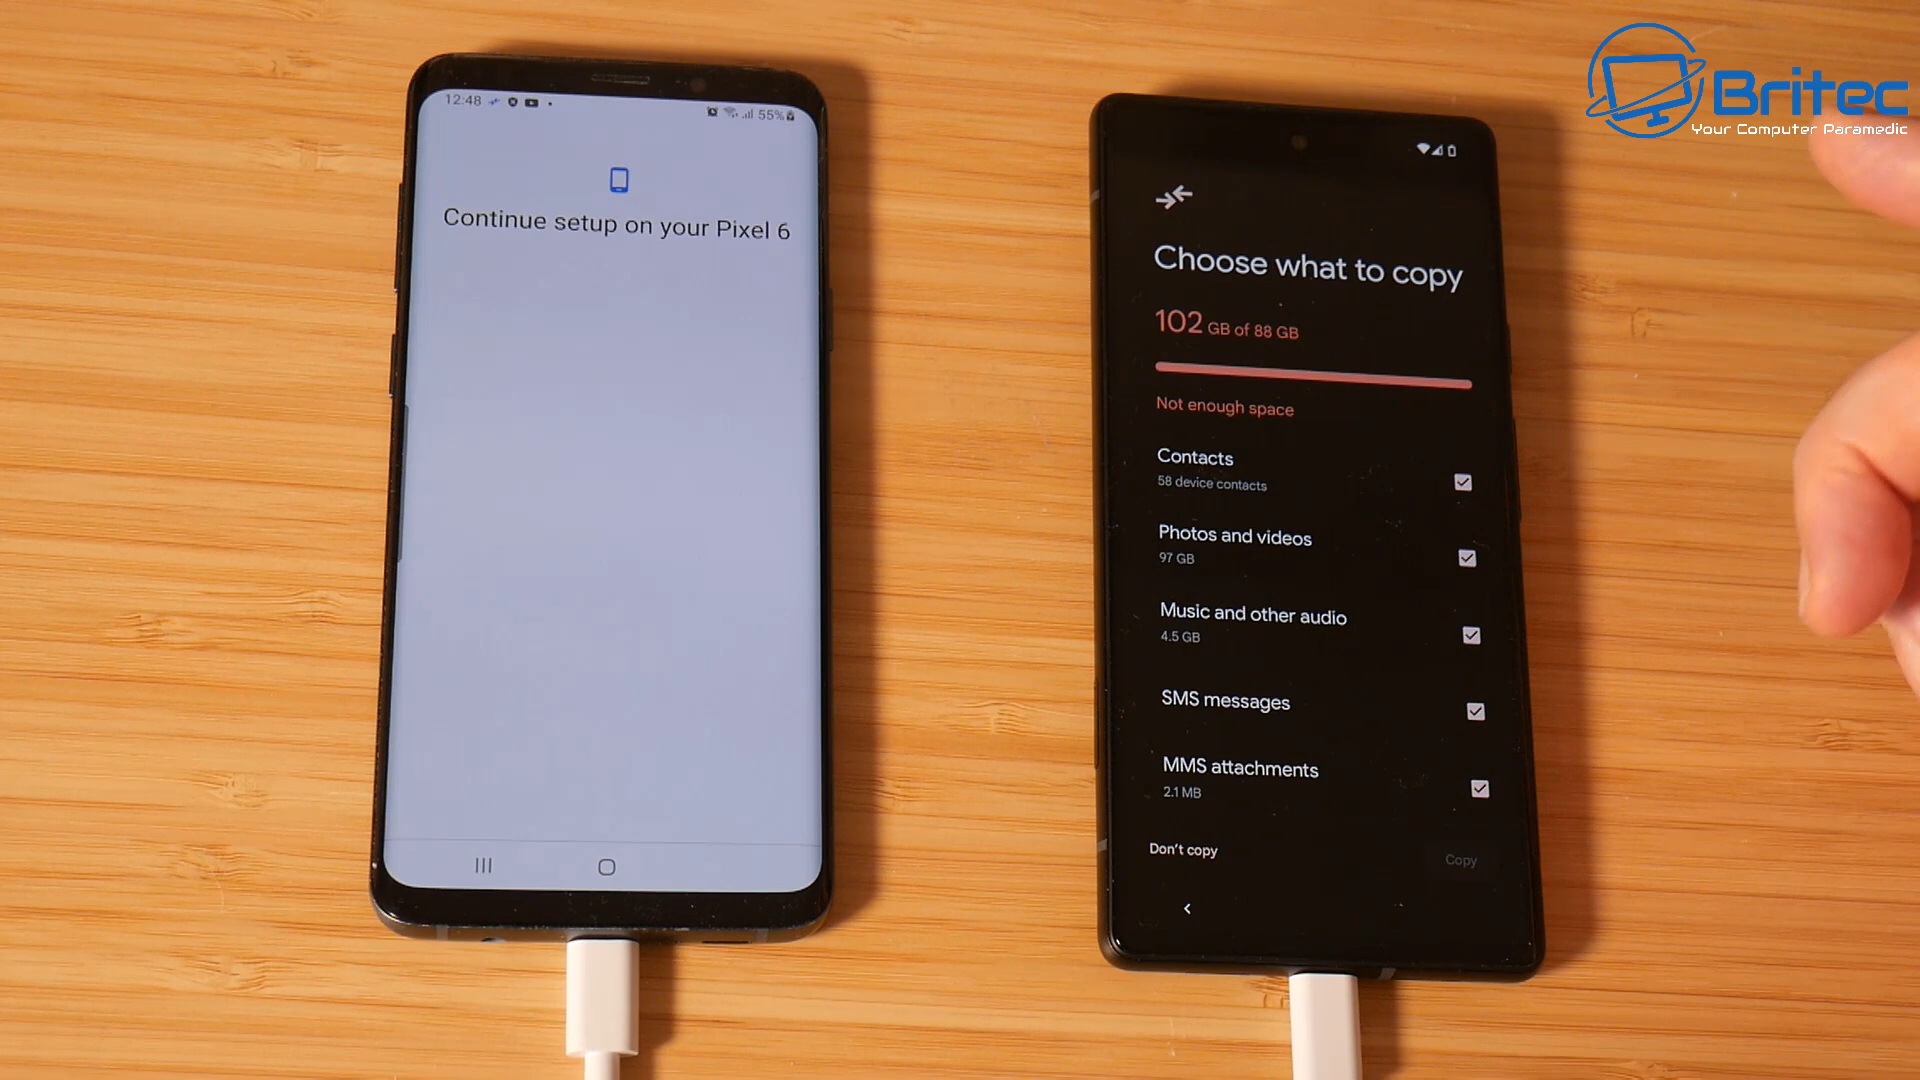 12:48
55%
Continue setup on your Pixel 6
Choose what to copy
102 GB of 88 GB
Not enough space
Contacts
58 device contacts
Photos and videos
97 GB
Music and other audio
4.5 GB
SMS messages
MMS attachments
2.1 MB
Don't copy
Copy
Britec
Your Computer Paramedic